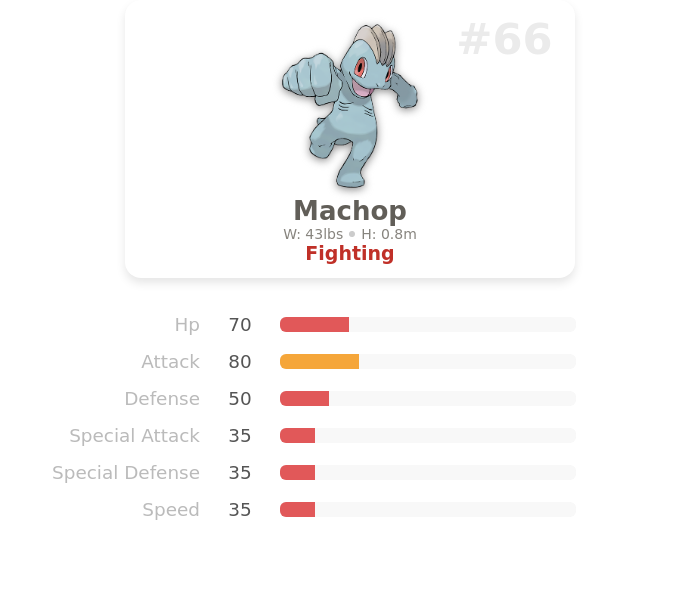 #66
Machop
W: 43lbs • H: 0.8m
Fighting
Hp 70
Attack 80
Defense 50
Special Attack 35
Special Defense 35
Speed 35